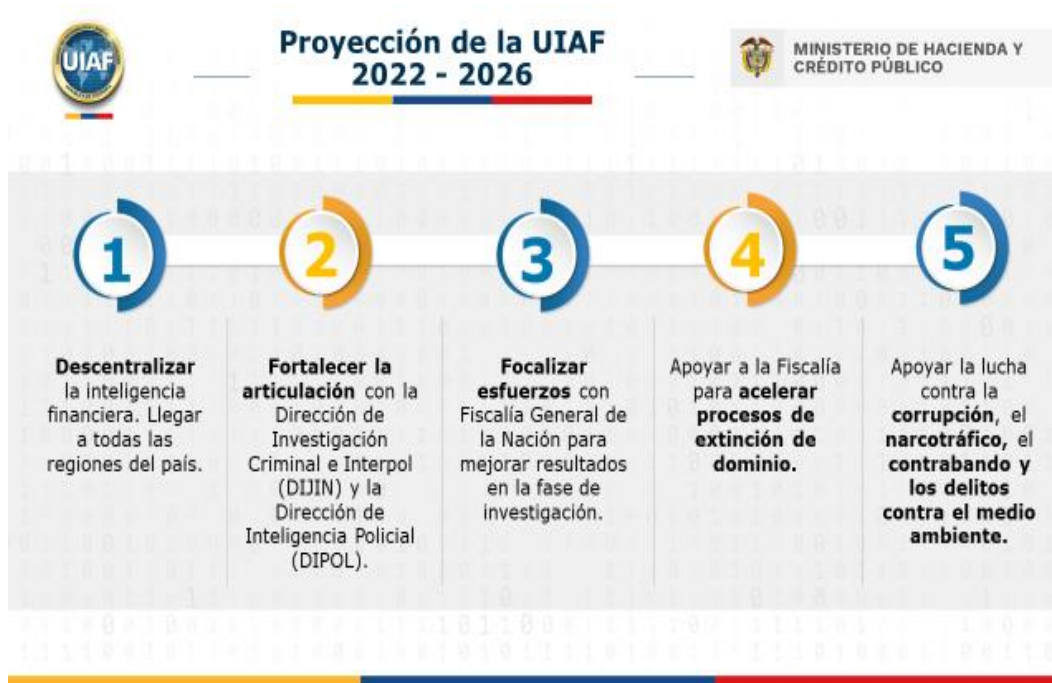 UIAF
Proyección de la UIAF
2022 - 2026
MINISTERIO DE HACIENDA Y
CRÉDITO PÚBLICO
1
Descentralizar
la inteligencia
financiera. Llegar
a todas las
regiones del país.
2
Fortalecer la
articulación con la
Dirección de
Investigación
Criminal e Interpol
(DIJIN) y la
Dirección de
Inteligencia Policial
(DIPOL).
3
Focalizar
esfuerzos con
Fiscalía General de
la Nación para
mejorar resultados
en la fase de
investigación.
4
Apoyar a la Fiscalía
para acelerar
procesos de
extinción de
dominio.
5
Apoyar la lucha
contra la
corrupción, el
narcotráfico, el
contrabando y
los delitos
contra el medio
ambiente.